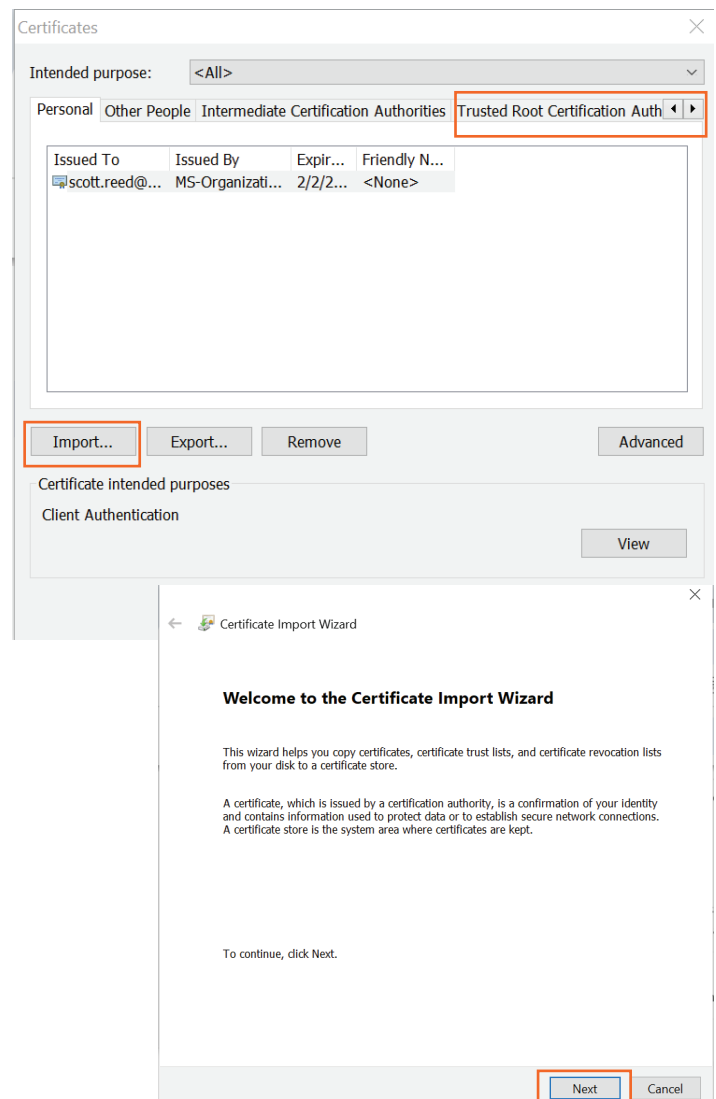 Certificates
Intended purpose: <All>
Personal Other People Intermediate Certification Authorities Trusted Root Certification Auth
Issued To Issued By Expir... Friendly N...
scott.reed@... MS-Organizati... 2/2/2... <None>
Import... Export... Remove Advanced
Certificate intended purposes
Client Authentication
View
Certificate Import Wizard
Welcome to the Certificate Import Wizard
This wizard helps you copy certificates, certificate trust lists, and certificate revocation lists
from your disk to a certificate store.
A certificate, which is issued by a certification authority, is a confirmation of your identity
and contains information used to protect data or to establish secure network connections.
A certificate store is the system area where certificates are kept.
To continue, click Next.
Next Cancel